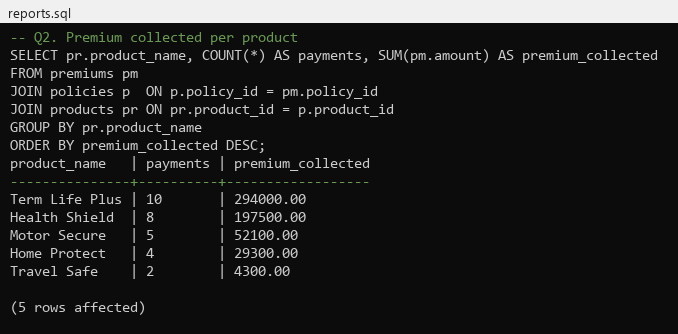 reports.sql
-- Q2. Premium collected per product
SELECT pr.product_name, COUNT(*) AS payments, SUM(pm.amount) AS premium_collected
FROM premiums pm
JOIN policies p  ON p.policy_id = pm.policy_id
JOIN products pr ON pr.product_id = p.product_id
GROUP BY pr.product_name
ORDER BY premium_collected DESC;
product_name   | payments | premium_collected
---------------+----------+------------------
Term Life Plus | 10       | 294000.00
Health Shield  | 8        | 197500.00
Motor Secure   | 5        | 52100.00
Home Protect   | 4        | 29300.00
Travel Safe    | 2        | 4300.00
(5 rows affected)